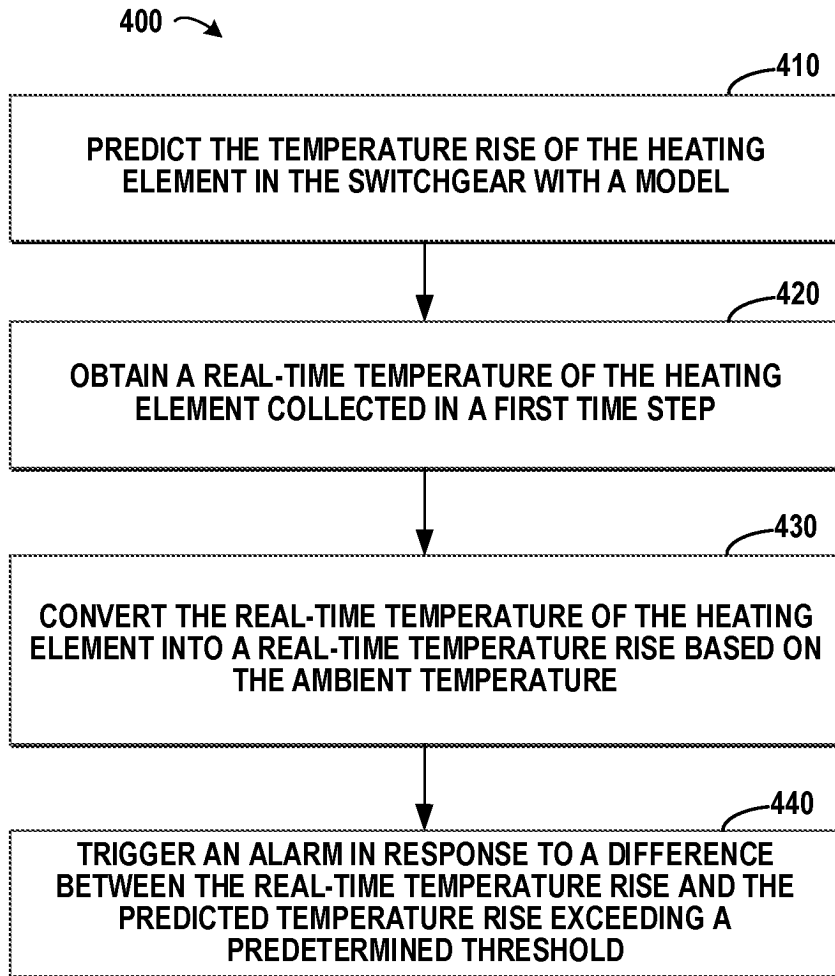 400
410
PREDICT THE TEMPERATURE RISE OF THE HEATING
ELEMENT IN THE SWITCHGEAR WITH A MODEL
420
OBTAIN A REAL-TIME TEMPERATURE OF THE HEATING
ELEMENT COLLECTED IN A FIRST TIME STEP
430
CONVERT THE REAL-TIME TEMPERATURE OF THE HEATING
ELEMENT INTO A REAL-TIME TEMPERATURE RISE BASED ON
THE AMBIENT TEMPERATURE
440
TRIGGER AN ALARM IN RESPONSE TO A DIFFERENCE
BETWEEN THE REAL-TIME TEMPERATURE RISE AND THE
PREDICTED TEMPERATURE RISE EXCEEDING A
PREDETERMINED THRESHOLD